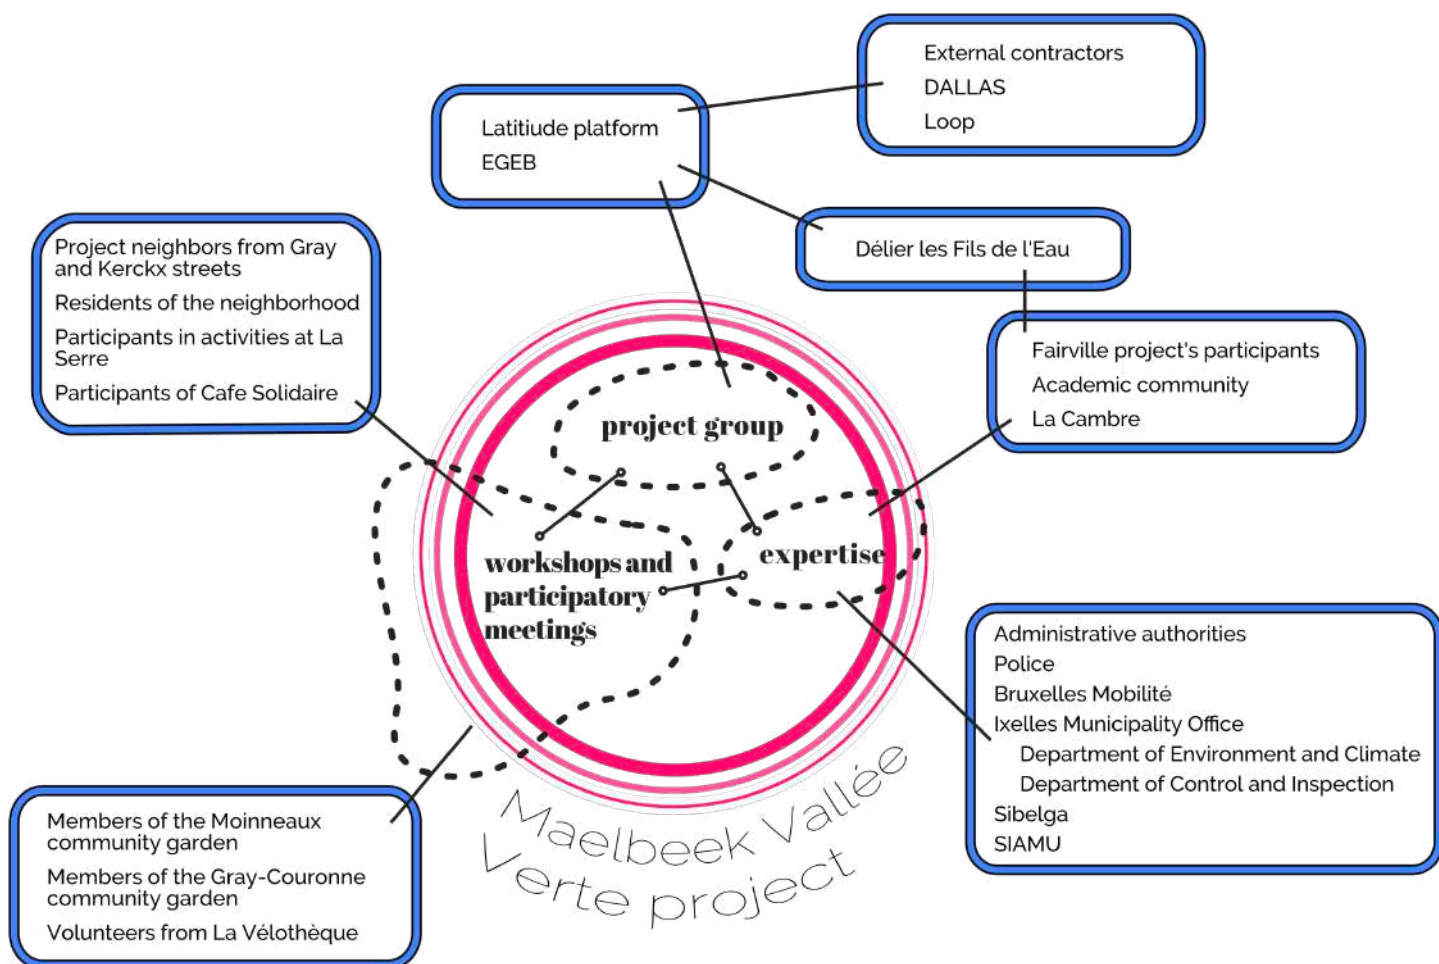 External contractors
DALLAS
Loop
Latitiude platform
EGEB
Délier les Fils de l'Eau
Project neighbors from Gray
and Kerckx streets
Residents of the neighborhood
Participants in activities at La
Serre
Participants of Cafe Solidaire
Fairville project's participants
Academic community
La Cambre
project group
expertise
workshops and
participatory
meetings
Administrative authorities
Police
Bruxelles Mobilité
Ixelles Municipality Office
Department of Environment and Climate
Department of Control and Inspection
Sibelga
SIAMU
Members of the Moinneaux
community garden
Members of the Gray-Couronne
community garden
Volunteers from La Vélothèque
Maelbeek Vallée
Verte project